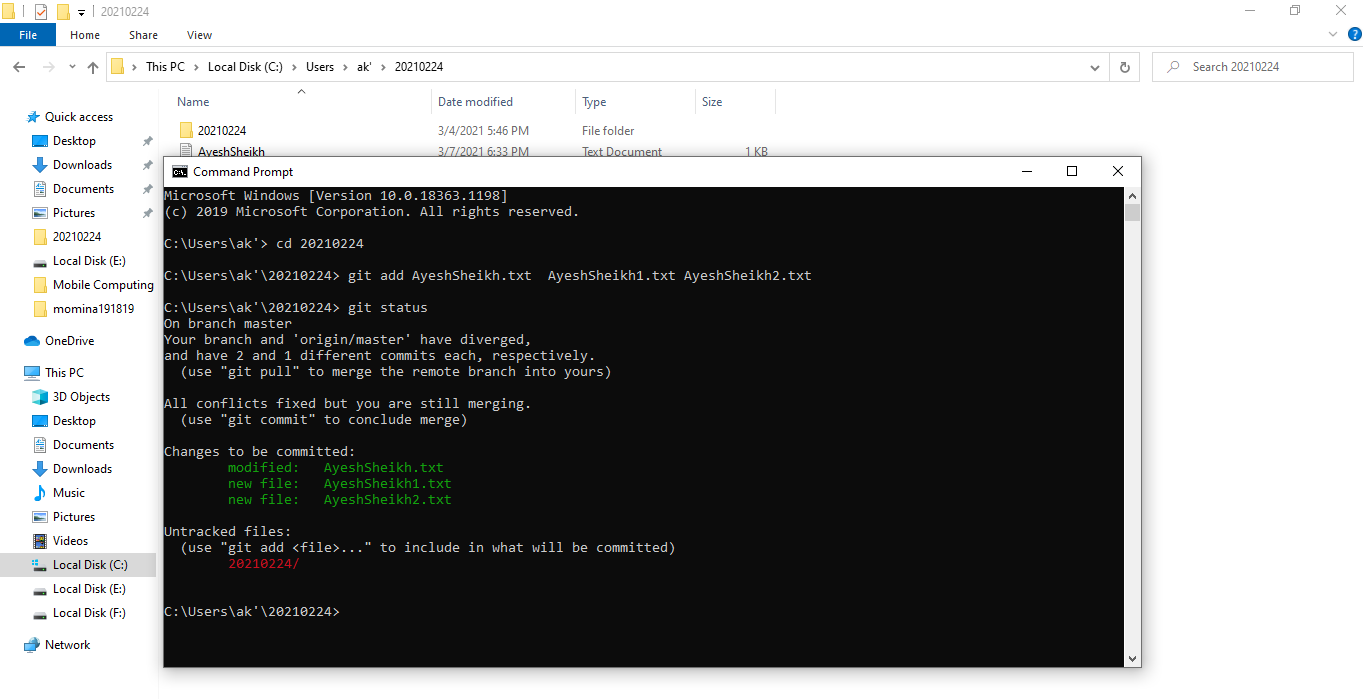 20210224
File Home Share View
This PC Local Disk (C:) Users ak' 20210224
Search 20210224
Name Date modified Type Size
20210224 3/4/2021 5:46 PM File folder
AyeshSheikh 3/7/2021 6:33 PM Text Document 1 KB
Quick access
Desktop
Downloads
Documents
Pictures
20210224
Local Disk (E:)
Mobile Computing
momina191819
OneDrive
This PC
3D Objects
Desktop
Documents
Downloads
Music
Pictures
Videos
Local Disk (C:)
Local Disk (E:)
Local Disk (F:)
Network
Command Prompt
Microsoft Windows [Version 10.0.18363.1198]
(c) 2019 Microsoft Corporation. All rights reserved.
C:\Users\ak'> cd 20210224
C:\Users\ak'\20210224> git add AyeshSheikh.txt  AyeshSheikh1.txt AyeshSheikh2.txt
C:\Users\ak'\20210224> git status
On branch master
Your branch and 'origin/master' have diverged,
and have 2 and 1 different commits each, respectively.
(use "git pull" to merge the remote branch into yours)
All conflicts fixed but you are still merging.
(use "git commit" to conclude merge)
Changes to be committed:
modified:   AyeshSheikh.txt
new file:   AyeshSheikh1.txt
new file:   AyeshSheikh2.txt
Untracked files:
(use "git add <file>..." to include in what will be committed)
20210224/
C:\Users\ak'\20210224>